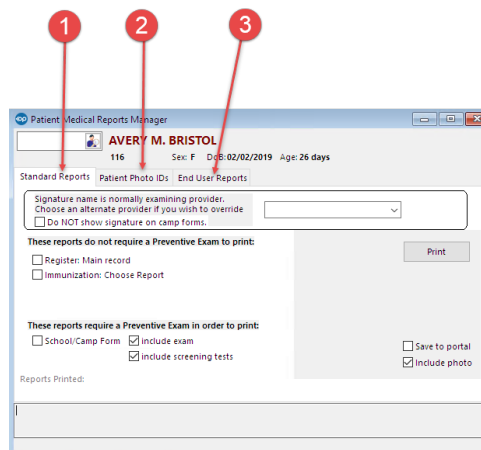 1 2 3
op Patient Medical Reports Manager
AVERY M. BRISTOL
116 Sex: F DoB: 02/02/2019 Age: 26 days
Standard Reports Patient Photo IDs End User Reports
Signature name is normally examining provider.
Choose an alternate provider if you wish to override
Do NOT show signature on camp forms.
These reports do not require a Preventive Exam to print:
Print
Register: Main record
Immunization: Choose Report
These reports require a Preventive Exam in order to print:
School/Camp Form include exam
Save to portal
include screening tests
Include photo
Reports Printed: